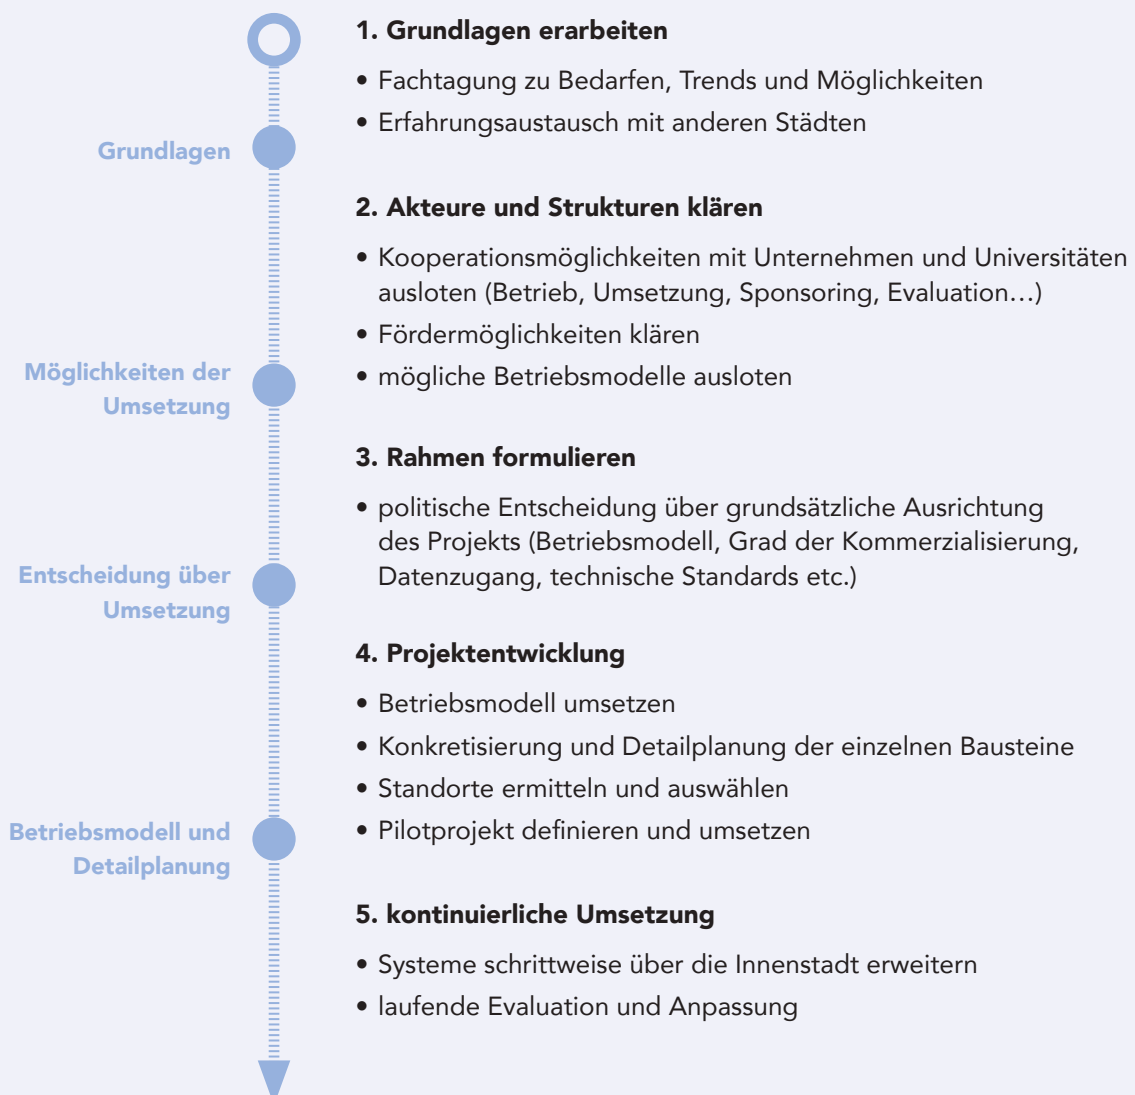 1. Grundlagen erarbeiten
• Fachtagung zu Bedarfen, Trends und Möglichkeiten
• Erfahrungsaustausch mit anderen Städten
Grundlagen
2. Akteure und Strukturen klären
• Kooperationsmöglichkeiten mit Unternehmen und Universitäten
ausloten (Betrieb, Umsetzung, Sponsoring, Evaluation…)
• Fördermöglichkeiten klären
• mögliche Betriebsmodelle ausloten
Möglichkeiten der
Umsetzung
3. Rahmen formulieren
• politische Entscheidung über grundsätzliche Ausrichtung
des Projekts (Betriebsmodell, Grad der Kommerzialisierung,
Datenzugang, technische Standards etc.)
Entscheidung über
Umsetzung
4. Projektentwicklung
• Betriebsmodell umsetzen
• Konkretisierung und Detailplanung der einzelnen Bausteine
• Standorte ermitteln und auswählen
• Pilotprojekt definieren und umsetzen
Betriebsmodell und
Detailplanung
5. kontinuierliche Umsetzung
• Systeme schrittweise über die Innenstadt erweitern
• laufende Evaluation und Anpassung